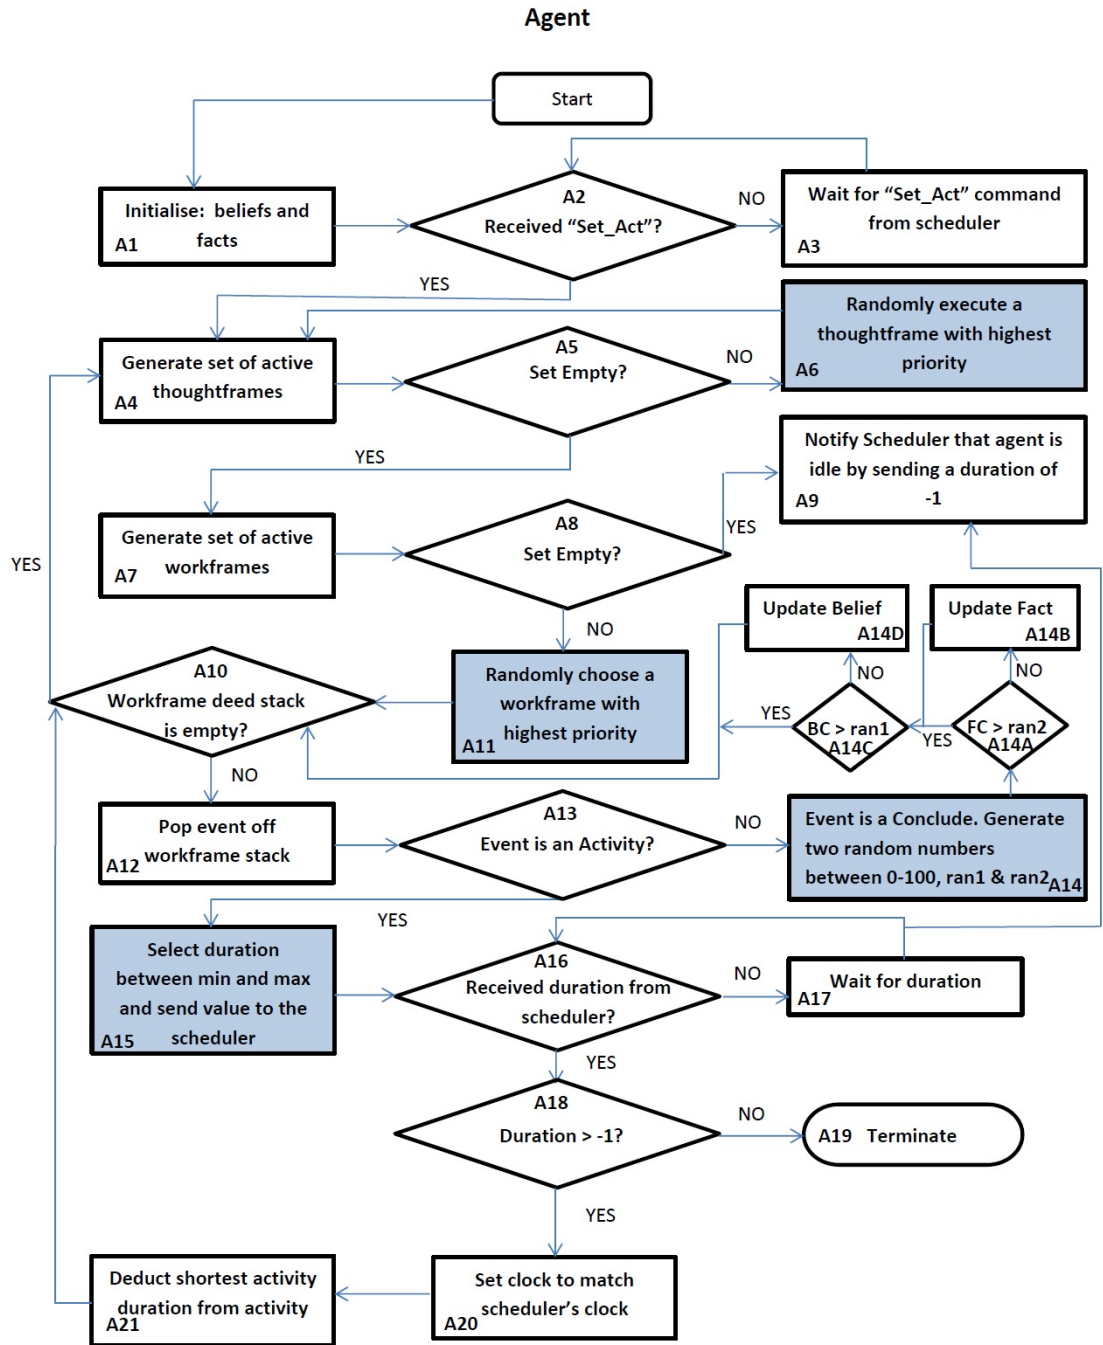 Agent
Start
A2
Received “Set_Act”?
NO
Wait for “Set_Act” command
from scheduler
A3
Initialise:  beliefs and
facts
A1
YES
Randomly execute a
thoughtframe with highest
priority
A6
A5
Set Empty?
NO
Generate set of active
thoughtframes
A4
YES
Notify Scheduler that agent is
idle by sending a duration of
-1
A9
A8
Set Empty?
YES
Generate set of active
workframes
A7
YES
NO
Update Belief
A14D
Update Fact
A14B
A10
Workframe deed stack
is empty?
Randomly choose a
workframe with
highest priority
A11
NO
NO
YES
BC > ran1
A14C
YES
FC > ran2
A14A
NO
Pop event off
workframe stack
A12
A13
Event is an Activity?
NO
Event is a Conclude. Generate
two random numbers
between 0-100, ran1 & ran2
A14
YES
Select duration
between min and max
and send value to the
scheduler
A15
A16
Received duration from
scheduler?
NO
Wait for duration
A17
YES
A18
Duration > -1?
NO
A19 Terminate
YES
Deduct shortest activity
duration from activity
A21
Set clock to match
scheduler’s clock
A20